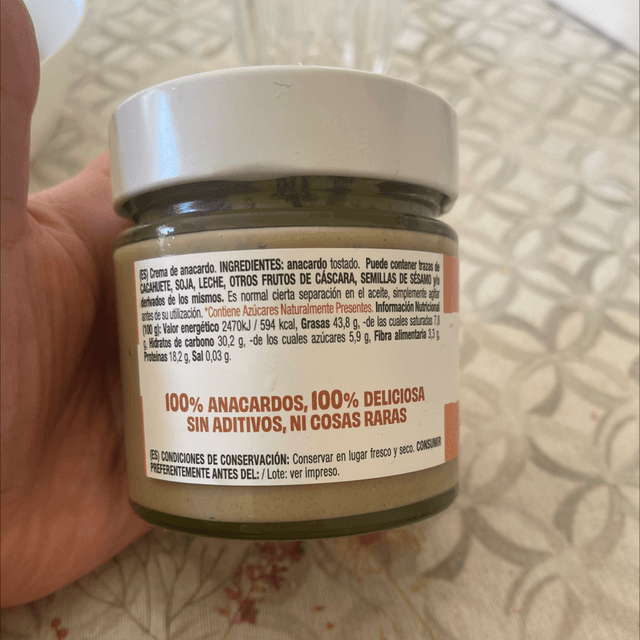 (ES) Crema de anacardo. INGREDIENTES: anacardo tostado. Puede contener trazas de
CACAHUETE, SOJA, LECHE, OTROS FRUTOS DE CÁSCARA, SEMILLAS DE SÉSAMO y/o
derivados de los mismos. Es normal cierta separación en el aceite, simplemente agitar
antes de su utilización. *Contiene Azúcares Naturalmente Presentes. Información Nutricional
(100 g): Valor energético 2470kJ / 594 kcal, Grasas 43,8 g, -de las cuales saturadas 7,8
g, Hidratos de carbono 30,2 g, -de los cuales azúcares 5,9 g, Fibra alimentaria 3,3 g,
Proteínas 18,2 g, Sal 0,03 g.
100% ANACARDOS, 100% DELICIOSA
SIN ADITIVOS, NI COSAS RARAS
(ES) CONDICIONES DE CONSERVACIÓN: Conservar en lugar fresco y seco. CONSUMIR
PREFERENTEMENTE ANTES DEL: / Lote: ver impreso.